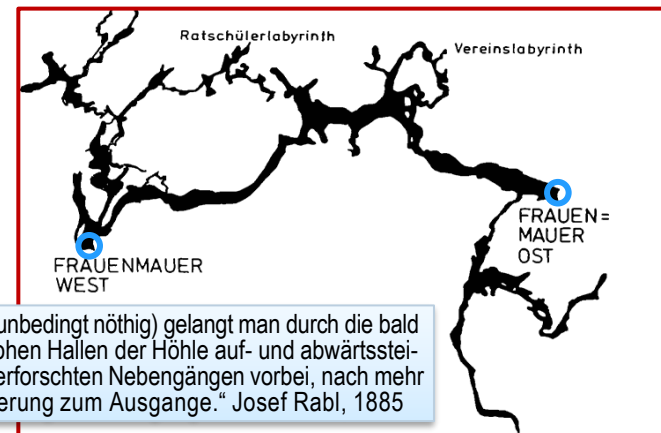 Ratschülerlabyrinth
Vereinslabyrinth
FRAUENMAUER
WEST
FRAUEN=
MAUER
OST
unbedingt nöthig) gelangt man durch die bald
ohen Hallen der Höhle auf- und abwärtsstei-
erforschten Nebengängen vorbei, nach mehr
erung zum Ausgange.“ Josef Rabl, 1885